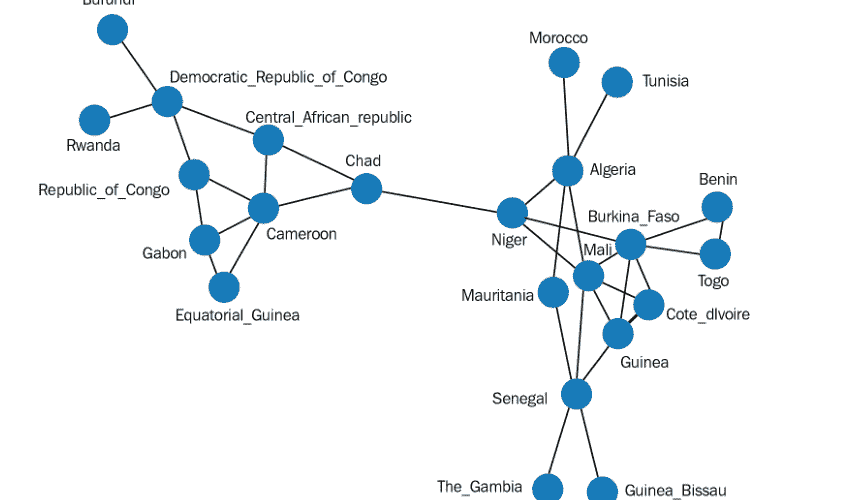 Burundi
Morocco
Democratic_Republic_of_Congo
Tunisia
Central_African_republic
Rwanda
Chad
Algeria
Benin
Republic_of_Congo
Burkina_Faso
Cameroon
Niger
Mali
Gabon
Togo
Mauritania
Equatorial_Guinea
Cote_dIvoire
Guinea
Senegal
The_Gambia
Guinea_Bissau